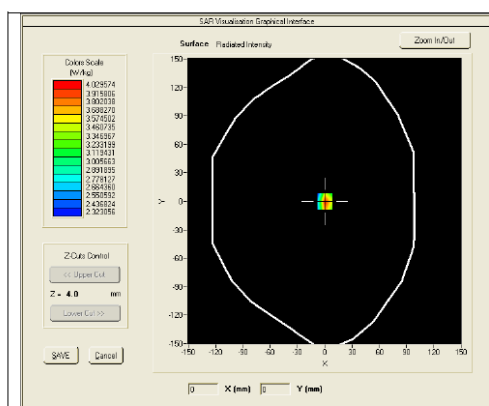 SAR Visualisation Graphical Interface
Surface Radiated Intensity
Zoom In/Out
Colors Scale
(W/kg)
4.029574
3.915806
3.802038
3.688270
3.574502
3.460735
3.346967
3.233199
3.119431
3.005663
2.891895
2.778127
2.664360
2.550592
2.436824
2.323056
150
120
90
60
30
Y 0
-30
-60
-90
-120
-150
-150 -120 -90 -60 -30 0 30 60 90 120 150
X
Z-Cuts Control
<< Upper Cut
Z = 4.0 mm
Lower Cut >>
SAVE Cancel
0 X (mm) 0 Y (mm)